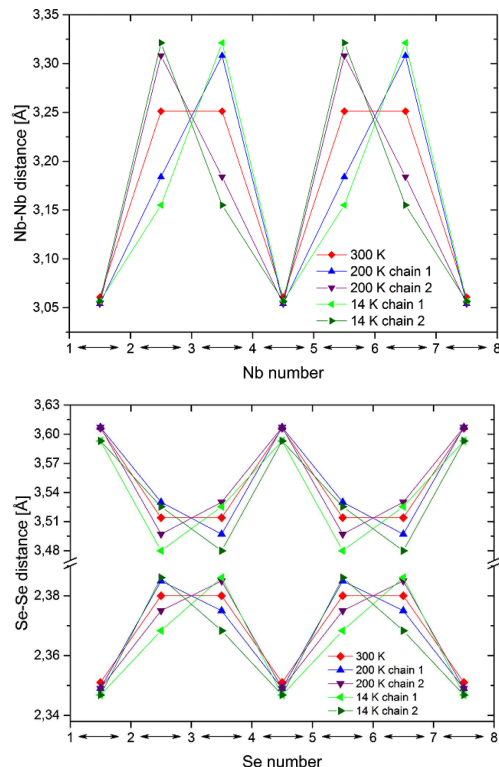 3,35
3,30
3,25
3,20
3,15
3,10
3,05
Nb-Nb distance [Å]
300 K
200 K chain 1
200 K chain 2
14 K chain 1
14 K chain 2
1 2 3 4 5 6 7 8
Nb number
3,63
3,60
3,57
3,54
3,51
3,48
2,38
2,36
2,34
Se-Se distance [Å]
300 K
200 K chain 1
200 K chain 2
14 K chain 1
14 K chain 2
1 2 3 4 5 6 7 8
Se number